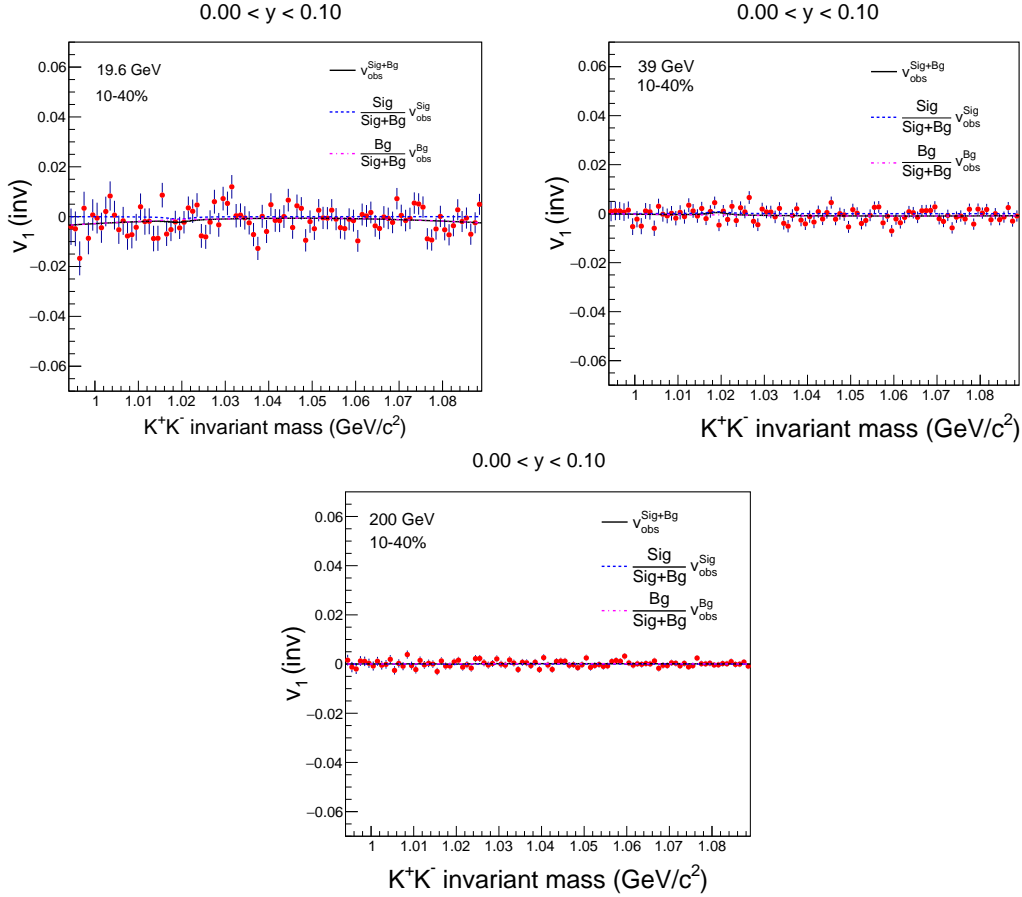 0.00 < y < 0.10
19.6 GeV
10-40%
v_obs^Sig+Bg
Sig
Sig+Bg v_obs^Sig
Bg
Sig+Bg v_obs^Bg
0.06
0.04
0.02
0
−0.02
−0.04
−0.06
v₁ (inv)
1 1.01 1.02 1.03 1.04 1.05 1.06 1.07 1.08
K⁺K⁻ invariant mass (GeV/c²)
0.00 < y < 0.10
39 GeV
10-40%
v_obs^Sig+Bg
Sig
Sig+Bg v_obs^Sig
Bg
Sig+Bg v_obs^Bg
0.06
0.04
0.02
0
−0.02
−0.04
−0.06
v₁ (inv)
1 1.01 1.02 1.03 1.04 1.05 1.06 1.07 1.08
K⁺K⁻ invariant mass (GeV/c²)
0.00 < y < 0.10
200 GeV
10-40%
v_obs^Sig+Bg
Sig
Sig+Bg v_obs^Sig
Bg
Sig+Bg v_obs^Bg
0.06
0.04
0.02
0
−0.02
−0.04
−0.06
v₁ (inv)
1 1.01 1.02 1.03 1.04 1.05 1.06 1.07 1.08
K⁺K⁻ invariant mass (GeV/c²)